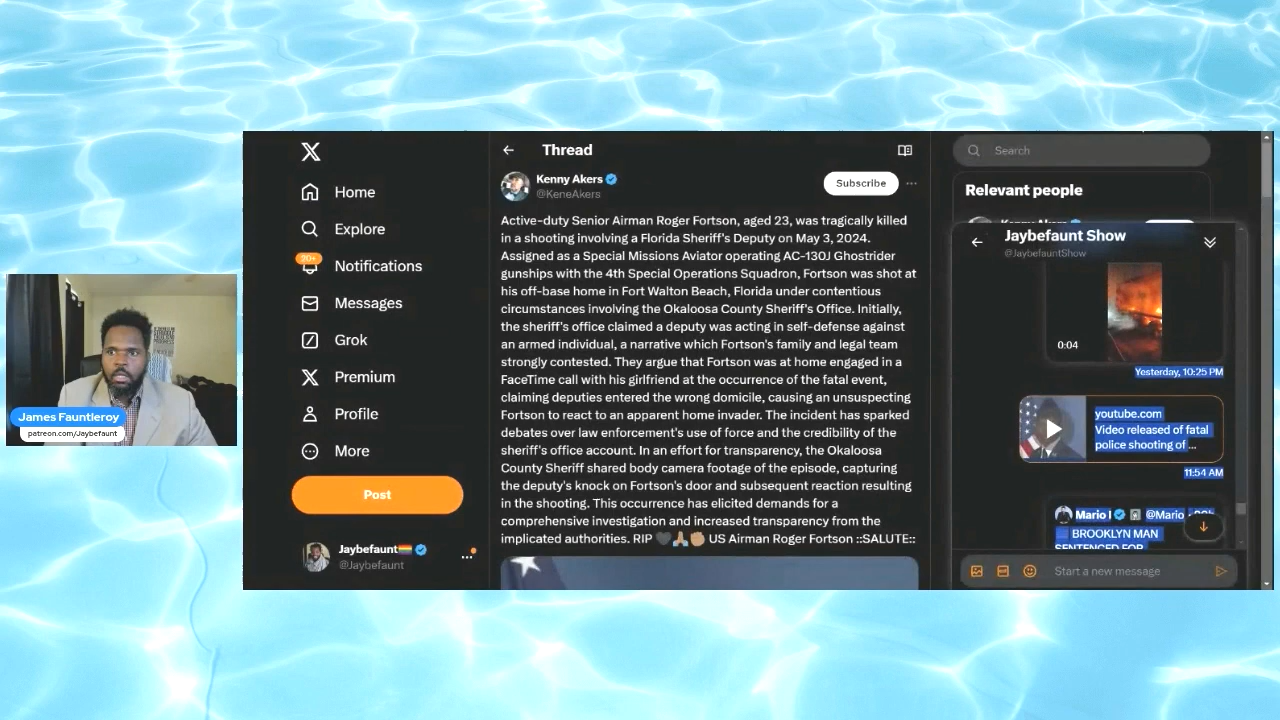 Home
Explore
20+
Notifications
Messages
Grok
Premium
Profile
More
Post
Jaybefaunt🏳️‍🌈
@Jaybefaunt
Thread
Kenny Akers
@KeneAkers
Subscribe
Active-duty Senior Airman Roger Fortson, aged 23, was tragically killed
in a shooting involving a Florida Sheriff's Deputy on May 3, 2024.
Assigned as a Special Missions Aviator operating AC-130J Ghostrider
gunships with the 4th Special Operations Squadron, Fortson was shot at
his off-base home in Fort Walton Beach, Florida under contentious
circumstances involving the Okaloosa County Sheriff's Office. Initially,
the sheriff's office claimed a deputy was acting in self-defense against
an armed individual, a narrative which Fortson's family and legal team
strongly contested. They argue that Fortson was at home engaged in a
FaceTime call with his girlfriend at the occurrence of the fatal event,
claiming deputies entered the wrong domicile, causing an unsuspecting
Fortson to react to an apparent home invader. The incident has sparked
debates over law enforcement's use of force and the credibility of the
sheriff's office account. In an effort for transparency, the Okaloosa
County Sheriff shared body camera footage of the episode, capturing
the deputy's knock on Fortson's door and subsequent reaction resulting
in the shooting. This occurrence has elicited demands for a
comprehensive investigation and increased transparency from the
implicated authorities. RIP 🖤🙏🏽✊🏽 US Airman Roger Fortson ::SALUTE::
Search
Relevant people
Jaybefaunt Show
@JaybefauntShow
0:04
Yesterday, 10:25 PM
youtube.com
Video released of fatal
police shooting of ...
11:54 AM
Mario @Mario
BROOKLYN MAN
SENTENCED FOR
Start a new message
James Fauntleroy
patreon.com/Jaybefaunt